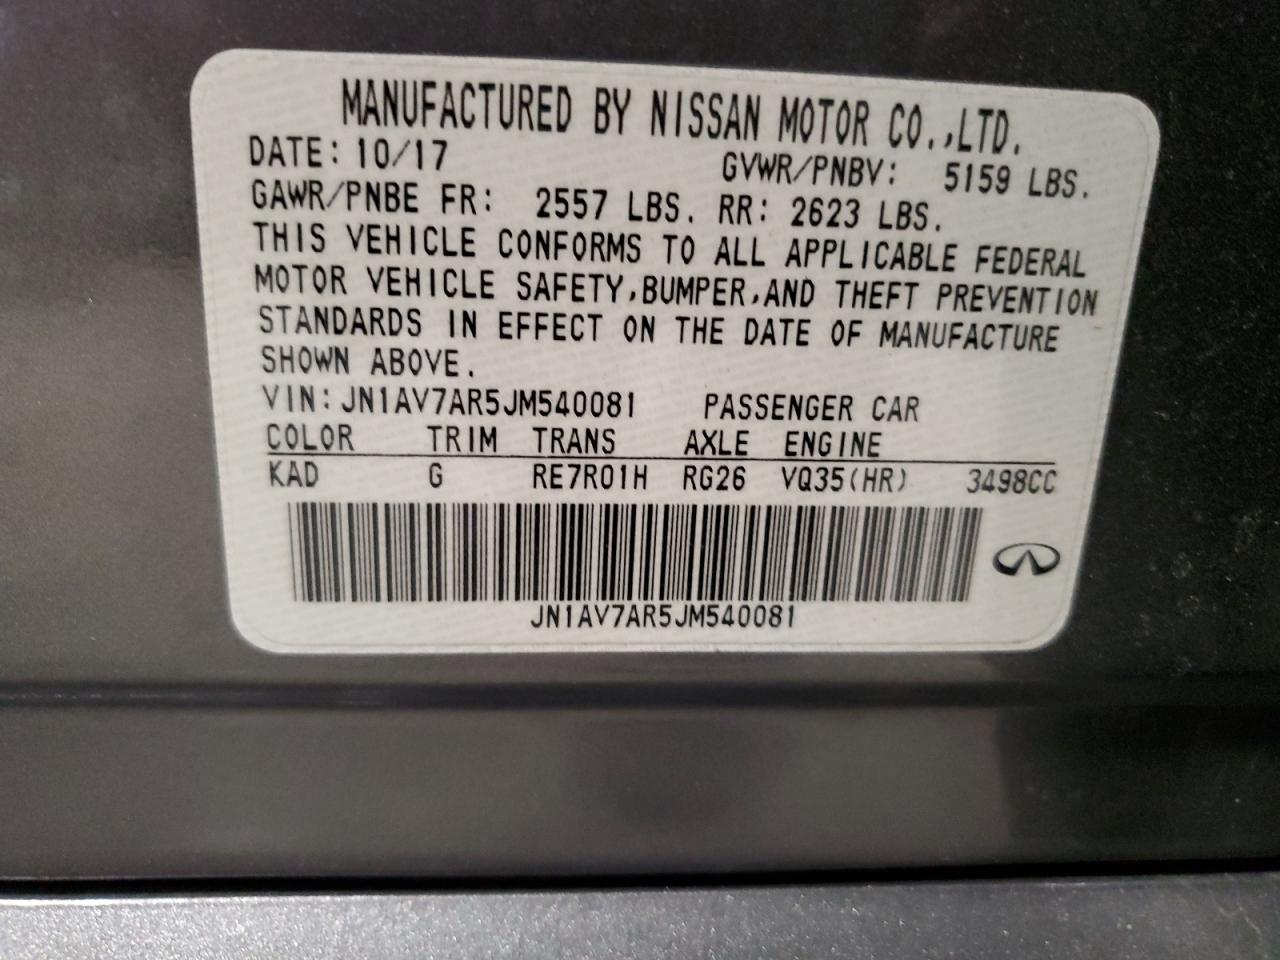 MANUFACTURED BY NISSAN MOTOR CO.,LTD.
DATE: 10/17 GVWR/PNBV: 5159 LBS.
GAWR/PNBE FR: 2557 LBS. RR: 2623 LBS.
THIS VEHICLE CONFORMS TO ALL APPLICABLE FEDERAL
MOTOR VEHICLE SAFETY,BUMPER,AND THEFT PREVENTION
STANDARDS IN EFFECT ON THE DATE OF MANUFACTURE
SHOWN ABOVE.
VIN: JN1AV7AR5JM540081 PASSENGER CAR
COLOR TRIM TRANS AXLE ENGINE
KAD G RE7R01H RG26 VQ35(HR) 3498CC
JN1AV7AR5JM540081